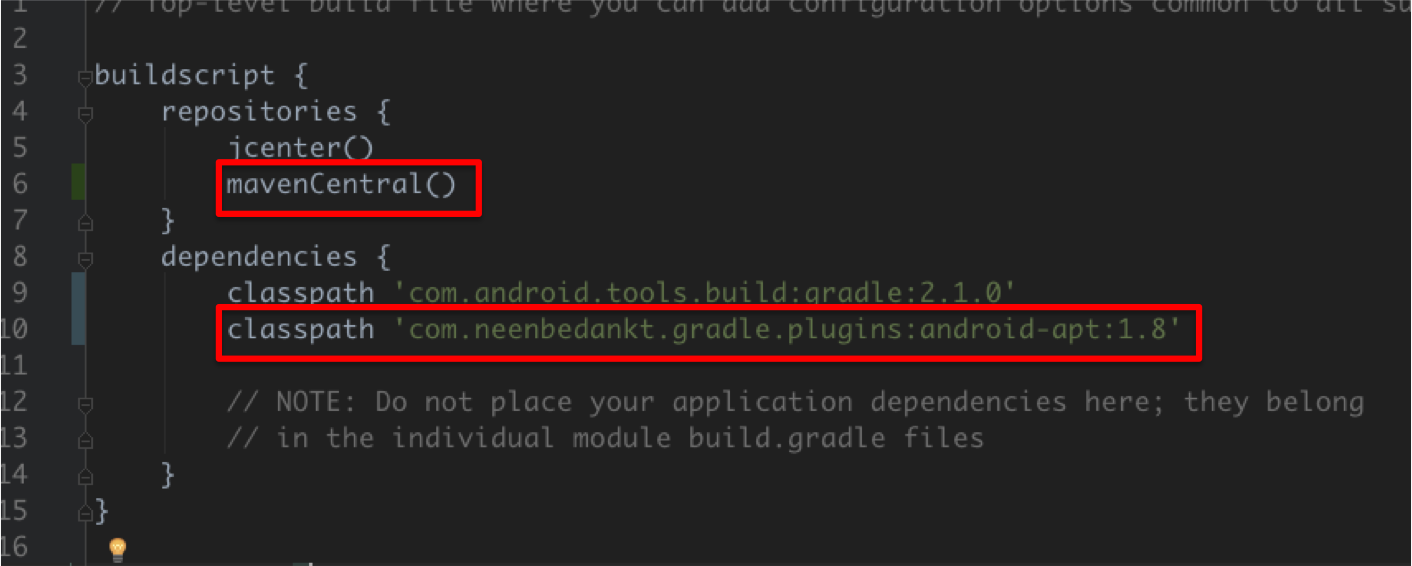 1 // Top-level build file where you can add configuration options common to all su
2
3 buildscript {
4 repositories {
5 jcenter()
6 mavenCentral()
7 }
8 dependencies {
9 classpath 'com.android.tools.build:gradle:2.1.0'
10 classpath 'com.neenbedankt.gradle.plugins:android-apt:1.8'
11
12 // NOTE: Do not place your application dependencies here; they belong
13 // in the individual module build.gradle files
14 }
15 }
16